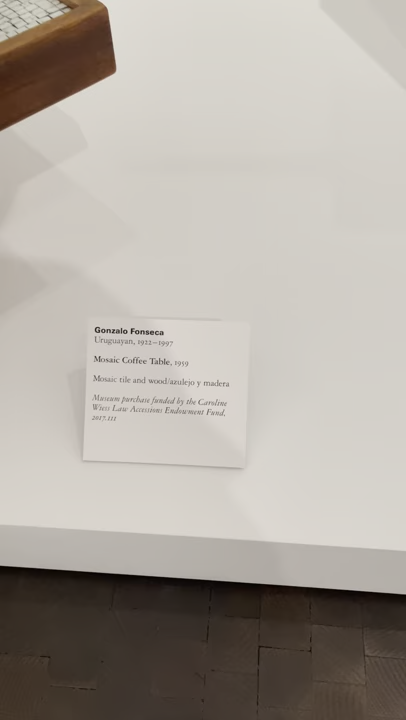 Gonzalo Fonseca
Uruguayan, 1922–1997
Mosaic Coffee Table, 1959
Mosaic tile and wood/azulejo y madera
Museum purchase funded by the Caroline
Wiess Law Accessions Endowment Fund,
2017.111